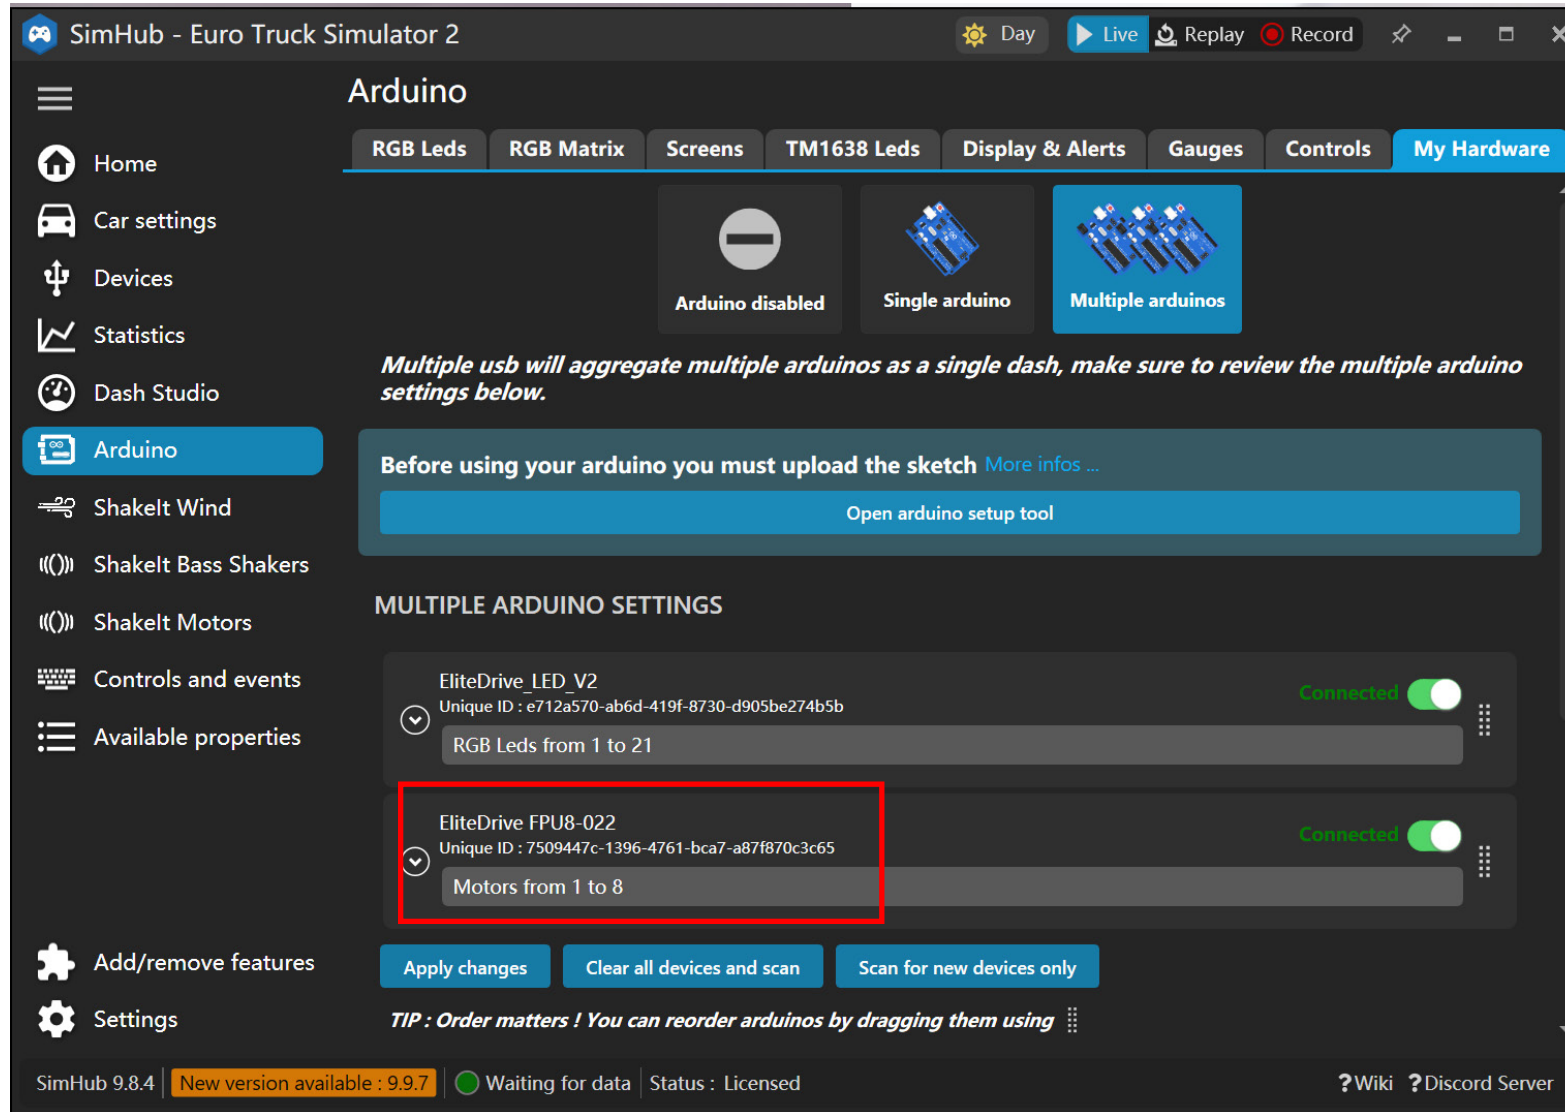 SimHub - Euro Truck Simulator 2
Day
Live
Replay
Record
Arduino
RGB Leds
RGB Matrix
Screens
TM1638 Leds
Display & Alerts
Gauges
Controls
My Hardware
Home
Car settings
Devices
Statistics
Dash Studio
Arduino
ShakeIt Wind
ShakeIt Bass Shakers
ShakeIt Motors
Controls and events
Available properties
Add/remove features
Settings
Arduino disabled
Single arduino
Multiple arduinos
Multiple usb will aggregate multiple arduinos as a single dash, make sure to review the multiple arduino
settings below.
Before using your arduino you must upload the sketch More infos ...
Open arduino setup tool
MULTIPLE ARDUINO SETTINGS
EliteDrive_LED_V2
Unique ID : e712a570-ab6d-419f-8730-d905be274b5b
Connected
RGB Leds from 1 to 21
EliteDrive FPU8-022
Unique ID : 7509447c-1396-4761-bca7-a87f870c3c65
Connected
Motors from 1 to 8
Apply changes
Clear all devices and scan
Scan for new devices only
TIP : Order matters ! You can reorder arduinos by dragging them using
SimHub 9.8.4
New version available : 9.9.7
Waiting for data
Status : Licensed
?Wiki
?Discord Server